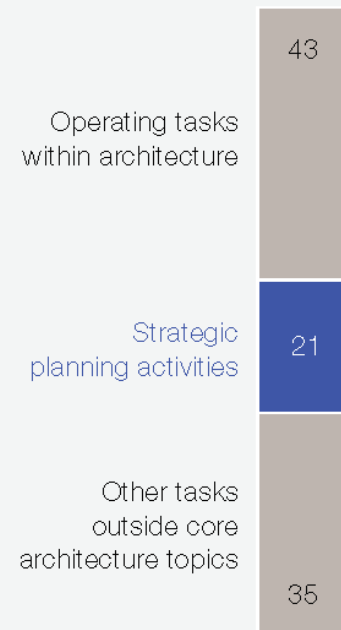 43
Operating tasks
within architecture
Strategic
planning activities
21
Other tasks
outside core
architecture topics
35